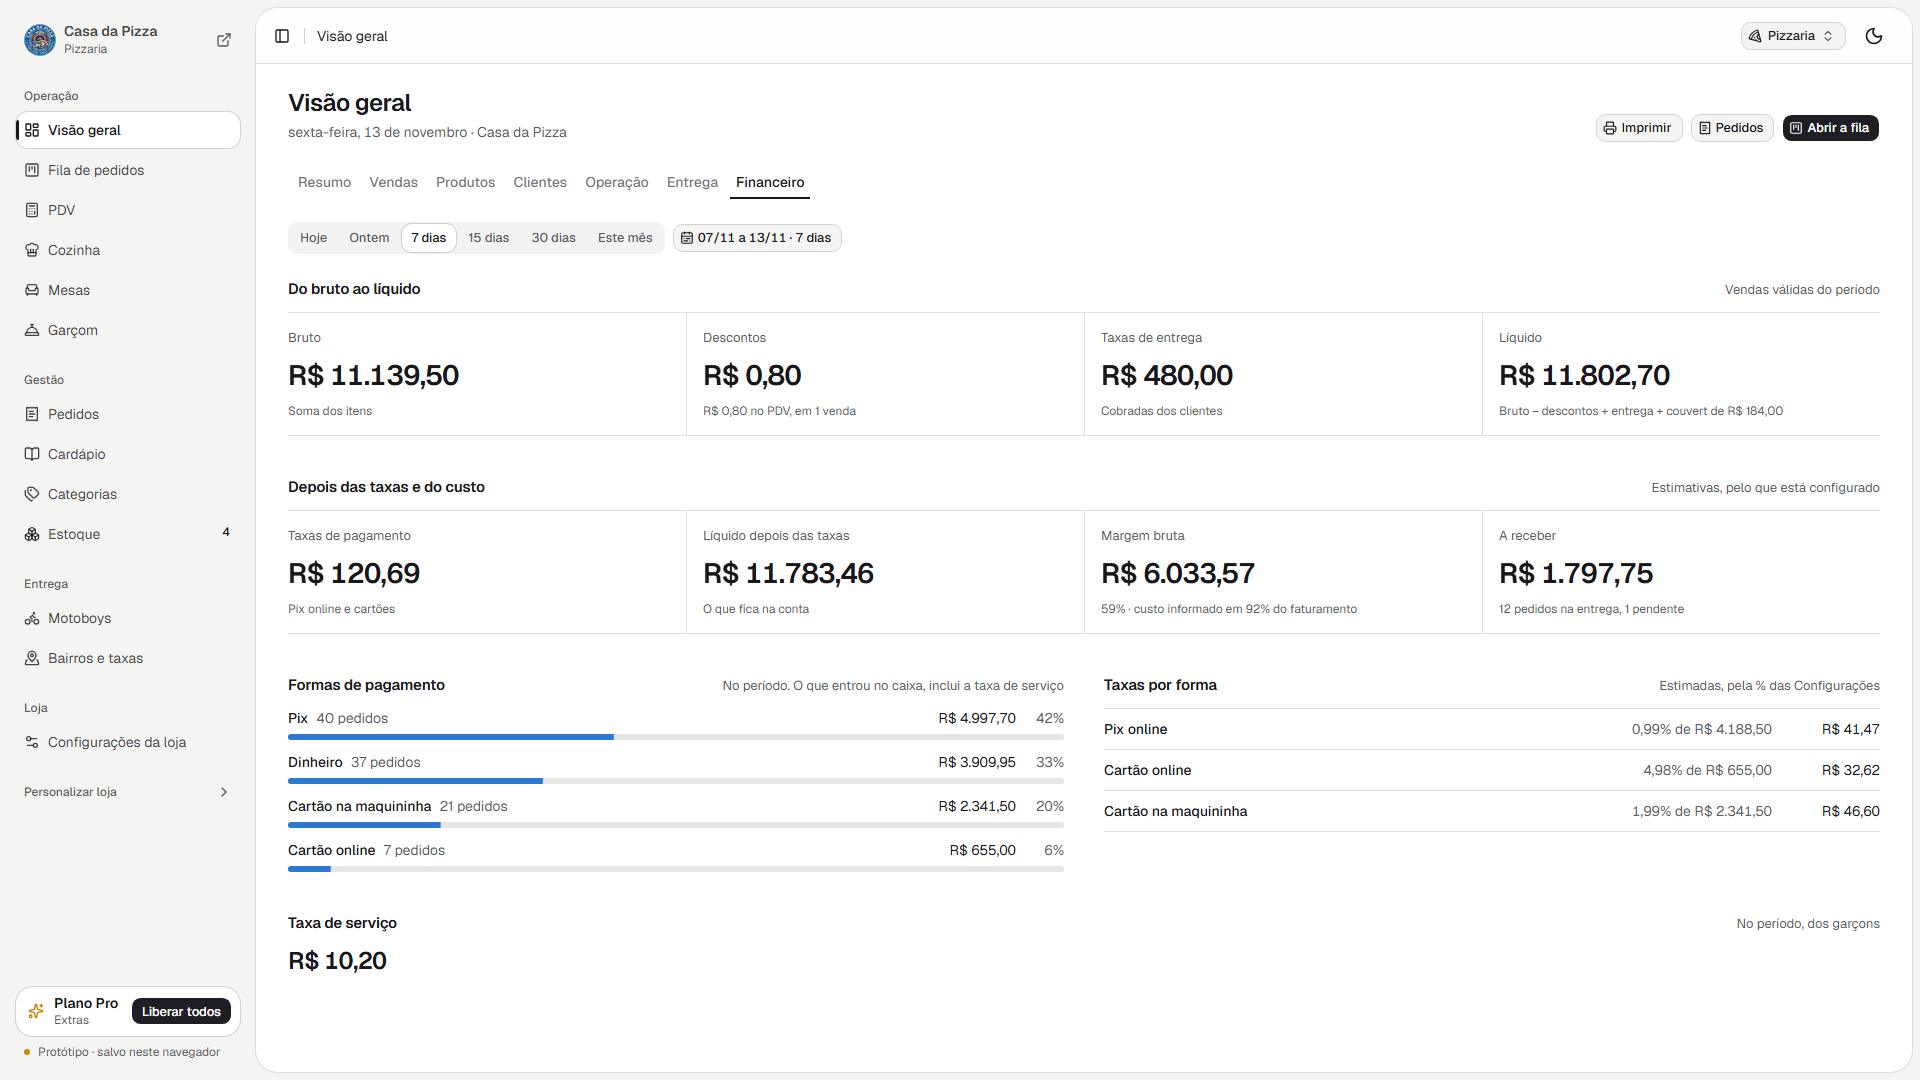 Casa da Pizza
Pizzaria
Operação
Visão geral
Fila de pedidos
PDV
Cozinha
Mesas
Garçom
Gestão
Pedidos
Cardápio
Categorias
Estoque 4
Entrega
Motoboys
Bairros e taxas
Loja
Configurações da loja
Personalizar loja
Plano Pro
Extras
Liberar todos
Protótipo · salvo neste navegador
Visão geral
Pizzaria
Visão geral
sexta-feira, 13 de novembro · Casa da Pizza
Imprimir Pedidos Abrir a fila
Resumo Vendas Produtos Clientes Operação Entrega Financeiro
Hoje Ontem 7 dias 15 dias 30 dias Este mês 07/11 a 13/11 · 7 dias
Do bruto ao líquido Vendas válidas do período
Bruto
R$ 11.139,50
Soma dos itens
Descontos
R$ 0,80
R$ 0,80 no PDV, em 1 venda
Taxas de entrega
R$ 480,00
Cobradas dos clientes
Líquido
R$ 11.802,70
Bruto − descontos + entrega + couvert de R$ 184,00
Depois das taxas e do custo Estimativas, pelo que está configurado
Taxas de pagamento
R$ 120,69
Pix online e cartões
Líquido depois das taxas
R$ 11.783,46
O que fica na conta
Margem bruta
R$ 6.033,57
59% · custo informado em 92% do faturamento
A receber
R$ 1.797,75
12 pedidos na entrega, 1 pendente
Formas de pagamento No período. O que entrou no caixa, inclui a taxa de serviço
Pix 40 pedidos R$ 4.997,70 42%
Dinheiro 37 pedidos R$ 3.909,95 33%
Cartão na maquininha 21 pedidos R$ 2.341,50 20%
Cartão online 7 pedidos R$ 655,00 6%
Taxas por forma Estimadas, pela % das Configurações
Pix online 0,99% de R$ 4.188,50 R$ 41,47
Cartão online 4,98% de R$ 655,00 R$ 32,62
Cartão na maquininha 1,99% de R$ 2.341,50 R$ 46,60
Taxa de serviço No período, dos garçons
R$ 10,20